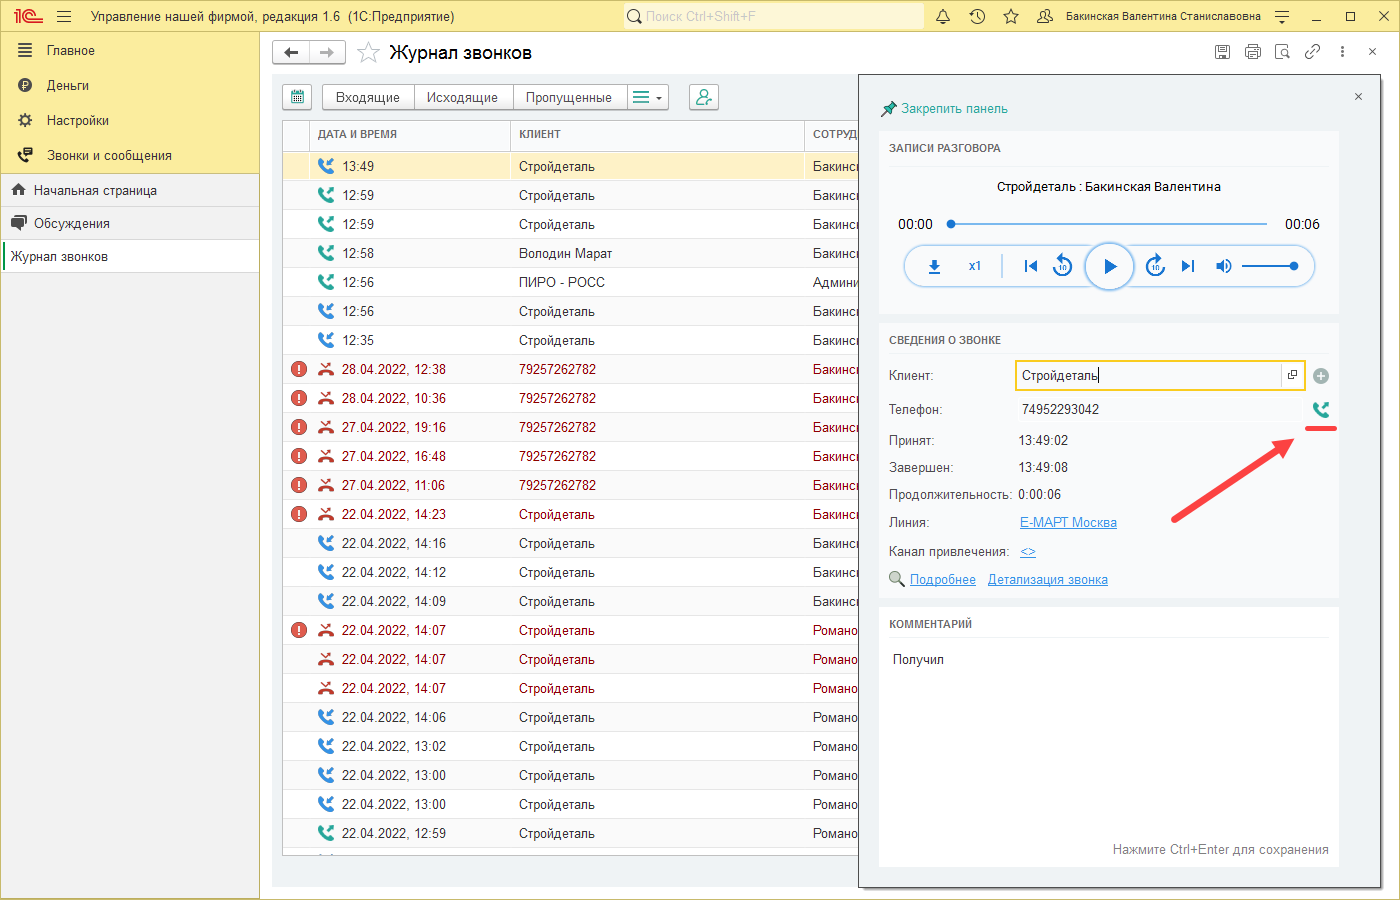 1С Управление нашей фирмой, редакция 1.6 (1С:Предприятие) Поиск Ctrl+Shift+F Бакинская Валентина Станиславовна
Главное
Деньги
Настройки
Звонки и сообщения
Начальная страница
Обсуждения
Журнал звонков
Журнал звонков
Входящие Исходящие Пропущенные
ДАТА И ВРЕМЯ КЛИЕНТ СОТРУД
13:49 Стройдеталь Бакинс
12:59 Стройдеталь Бакинс
12:59 Стройдеталь Бакинс
12:58 Володин Марат Бакинс
12:56 ПИРО - РОСС Админи
12:56 Стройдеталь Бакинс
12:35 Стройдеталь Бакинс
28.04.2022, 12:38 79257262782 Бакинс
28.04.2022, 10:36 79257262782 Бакинс
27.04.2022, 19:16 79257262782 Бакинс
27.04.2022, 16:48 79257262782 Бакинс
27.04.2022, 11:06 79257262782 Бакинс
22.04.2022, 14:23 Стройдеталь Бакинс
22.04.2022, 14:16 Стройдеталь Бакинс
22.04.2022, 14:12 Стройдеталь Бакинс
22.04.2022, 14:09 Стройдеталь Бакинс
22.04.2022, 14:07 Стройдеталь Романо
22.04.2022, 14:07 Стройдеталь Романо
22.04.2022, 14:07 Стройдеталь Романо
22.04.2022, 14:06 Стройдеталь Романо
22.04.2022, 13:02 Стройдеталь Романо
22.04.2022, 13:00 Стройдеталь Романо
22.04.2022, 13:00 Стройдеталь Романо
22.04.2022, 12:59 Стройдеталь Романо
Закрепить панель
ЗАПИСИ РАЗГОВОРА
Стройдеталь : Бакинская Валентина
00:00 00:06
x1 10 10
СВЕДЕНИЯ О ЗВОНКЕ
Клиент: Стройдеталь
Телефон: 74952293042
Принят: 13:49:02
Завершен: 13:49:08
Продолжительность: 0:00:06
Линия: Е-МАРТ Москва
Канал привлечения: <>
Подробнее Детализация звонка
КОММЕНТАРИЙ
Получил
Нажмите Ctrl+Enter для сохранения